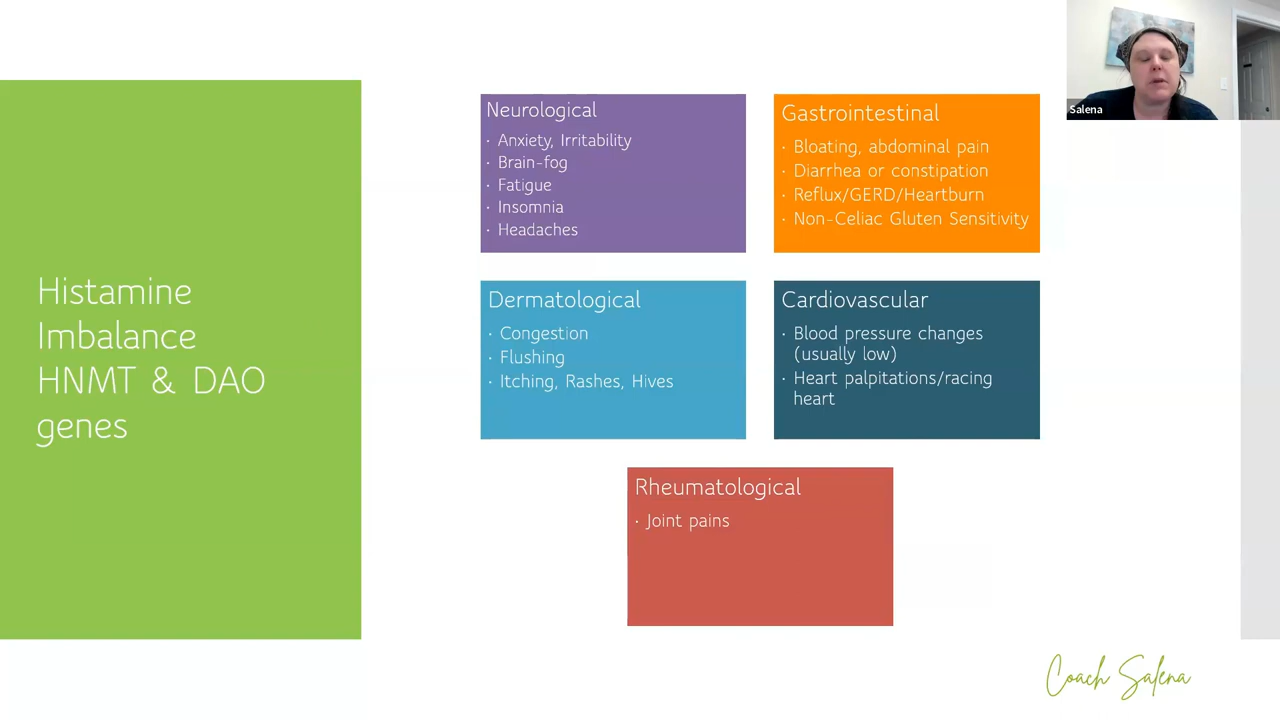 Histamine
Imbalance
HNMT & DAO
genes
Neurological
· Anxiety, Irritability
· Brain-fog
· Fatigue
· Insomnia
· Headaches
Gastrointestinal
· Bloating, abdominal pain
· Diarrhea or constipation
· Reflux/GERD/Heartburn
· Non-Celiac Gluten Sensitivity
Dermatological
· Congestion
· Flushing
· Itching, Rashes, Hives
Cardiovascular
· Blood pressure changes
(usually low)
· Heart palpitations/racing
heart
Rheumatological
· Joint pains
Salena
Coach Salena